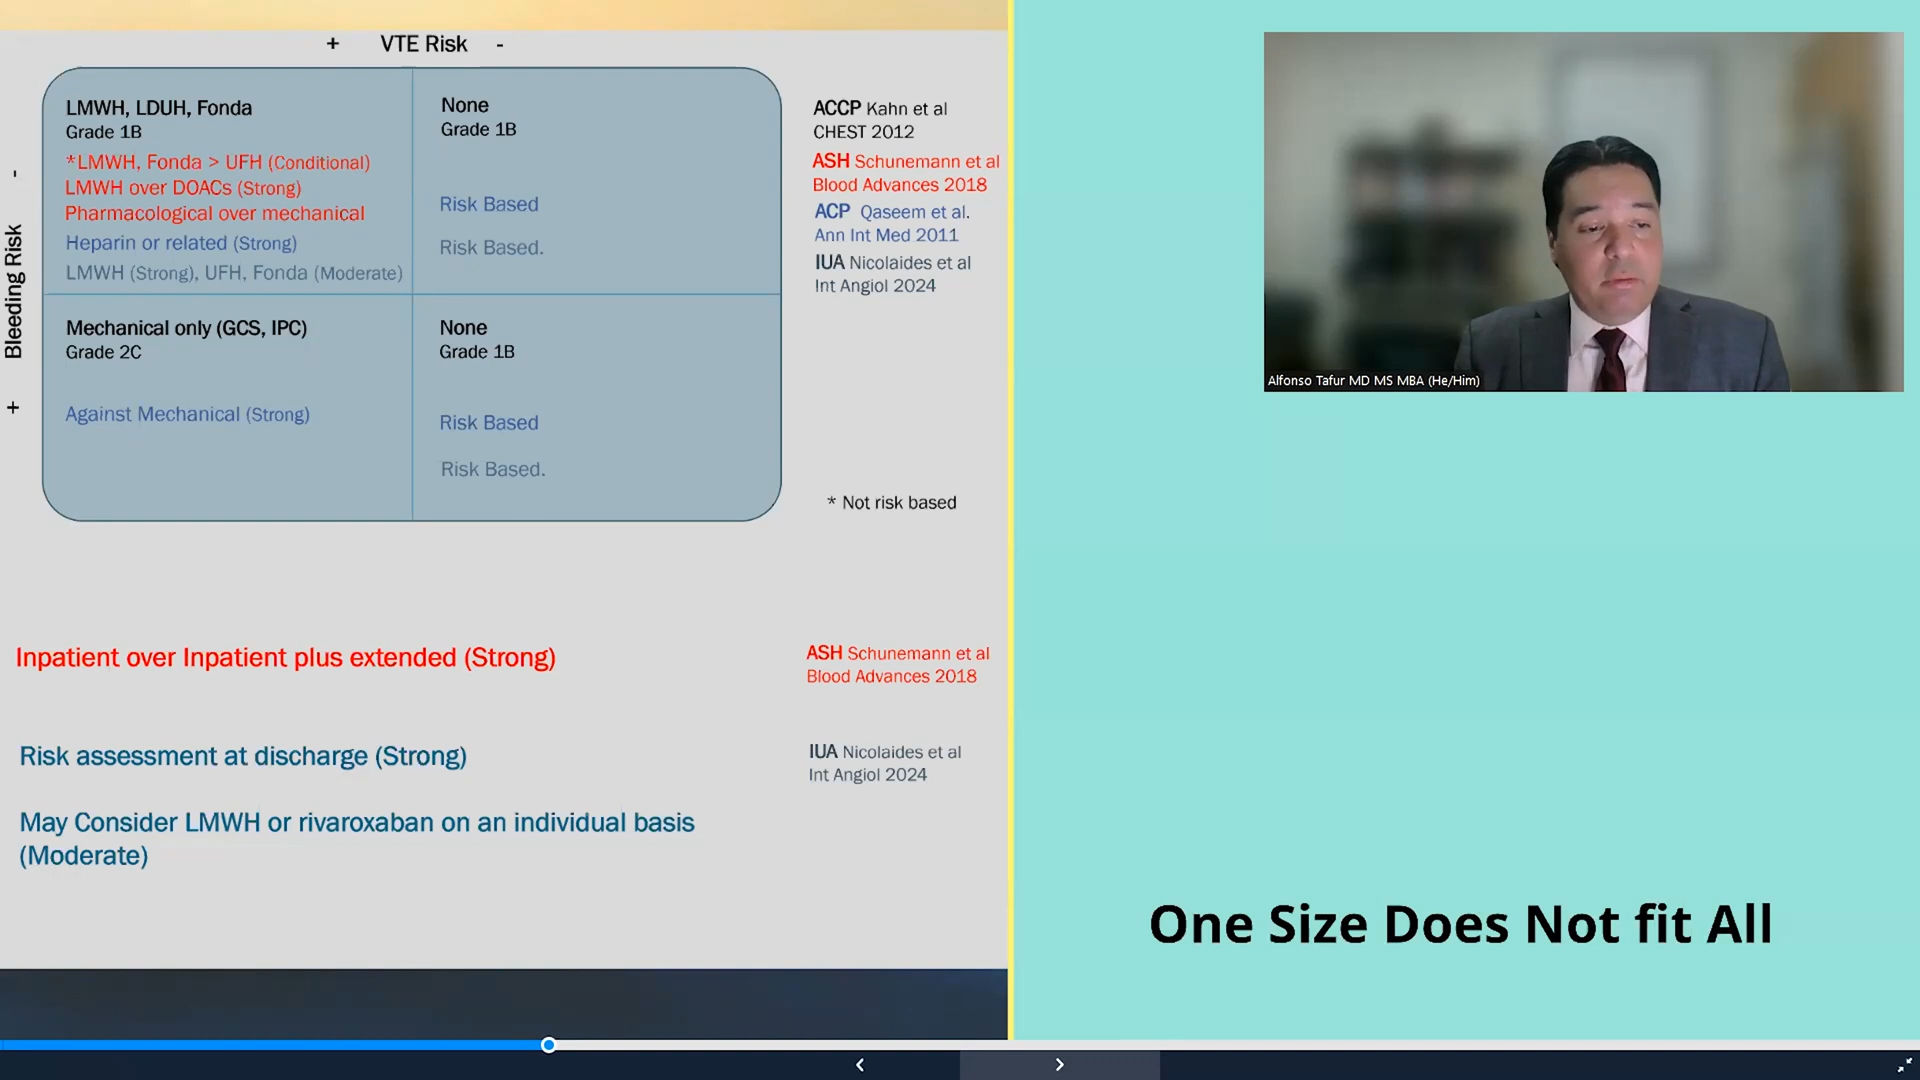 + VTE Risk -
- Bleeding Risk +
LMWH, LDUH, Fonda
Grade 1B
*LMWH, Fonda > UFH (Conditional)
LMWH over DOACs (Strong)
Pharmacological over mechanical
Heparin or related (Strong)
LMWH (Strong), UFH, Fonda (Moderate)
None
Grade 1B
Risk Based
Risk Based.
Mechanical only (GCS, IPC)
Grade 2C
Against Mechanical (Strong)
None
Grade 1B
Risk Based
Risk Based.
ACCP Kahn et al
CHEST 2012
ASH Schunemann et al
Blood Advances 2018
ACP Qaseem et al.
Ann Int Med 2011
IUA Nicolaides et al
Int Angiol 2024
* Not risk based
Inpatient over Inpatient plus extended (Strong)
ASH Schunemann et al
Blood Advances 2018
Risk assessment at discharge (Strong)
IUA Nicolaides et al
Int Angiol 2024
May Consider LMWH or rivaroxaban on an individual basis
(Moderate)
Alfonso Tafur MD MS MBA (He/Him)
One Size Does Not fit All